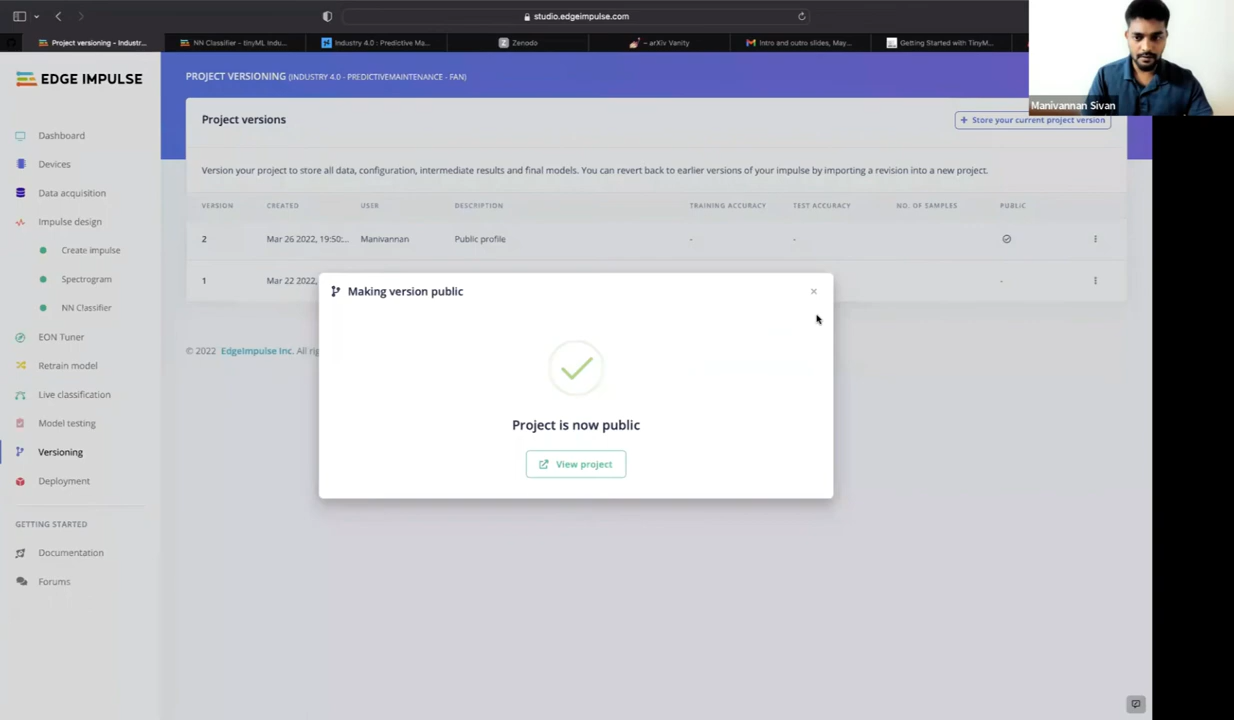 studio.edgeimpulse.com
Project versioning - Industr...
NN Classifier - tinyML Indu...
Industry 4.0 : Predictive Ma...
Zenodo
– arXiv Vanity
Intro and outro slides, May...
Getting Started with TinyM...
Manivannan Sivan
EDGE IMPULSE
Dashboard
Devices
Data acquisition
Impulse design
Create impulse
Spectrogram
NN Classifier
EON Tuner
Retrain model
Live classification
Model testing
Versioning
Deployment
GETTING STARTED
Documentation
Forums
PROJECT VERSIONING (INDUSTRY 4.0 - PREDICTIVEMAINTENANCE - FAN)
Project versions
+ Store your current project version
Version your project to store all data, configuration, intermediate results and final models. You can revert back to earlier versions of your impulse by importing a revision into a new project.
VERSION CREATED USER DESCRIPTION TRAINING ACCURACY TEST ACCURACY NO. OF SAMPLES PUBLIC
2 Mar 26 2022, 19:50:... Manivannan Public profile - -
1 Mar 22 2022, -
© 2022 EdgeImpulse Inc. All rig
Making version public
×
Project is now public
View project